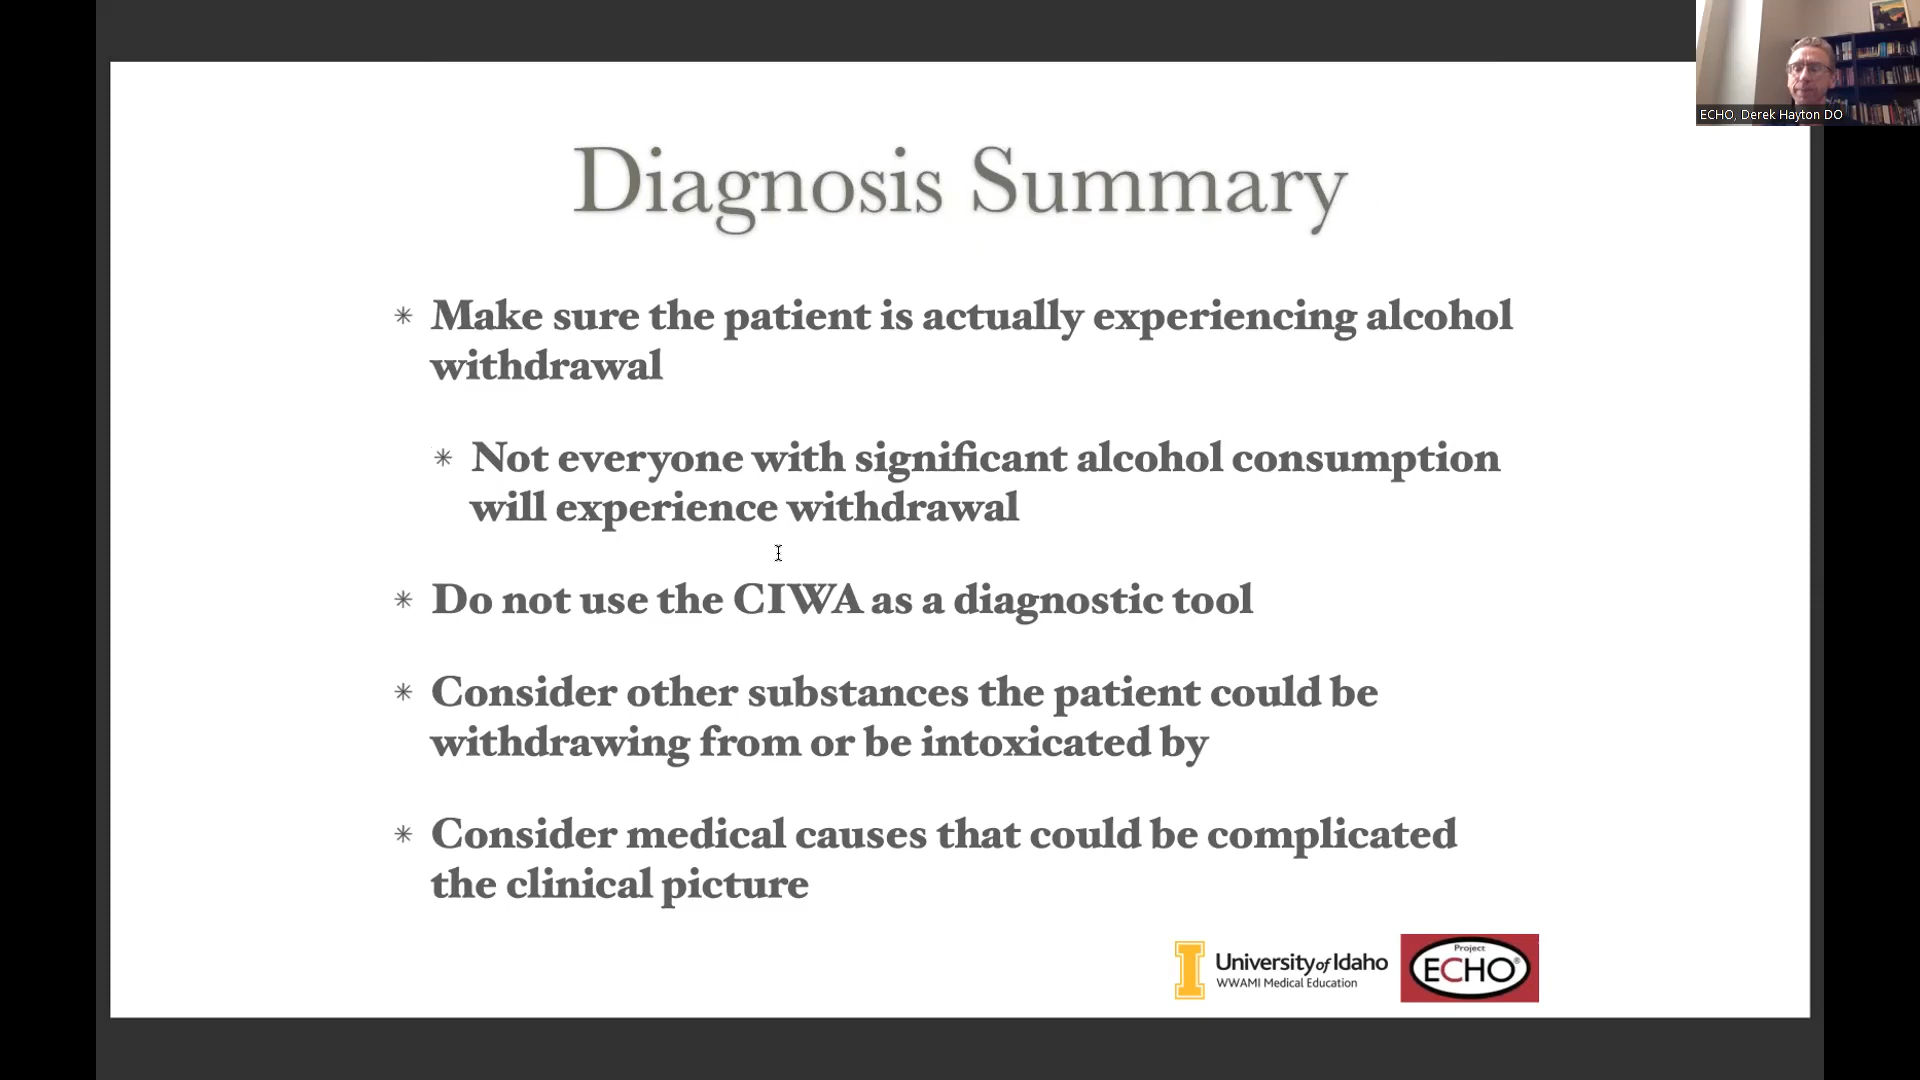 ECHO, Derek Hayton DO
Diagnosis Summary
Make sure the patient is actually experiencing alcohol
withdrawal
Not everyone with significant alcohol consumption
will experience withdrawal
Do not use the CIWA as a diagnostic tool
Consider other substances the patient could be
withdrawing from or be intoxicated by
Consider medical causes that could be complicated
the clinical picture
University of Idaho
WWAMI Medical Education
Project
ECHO®